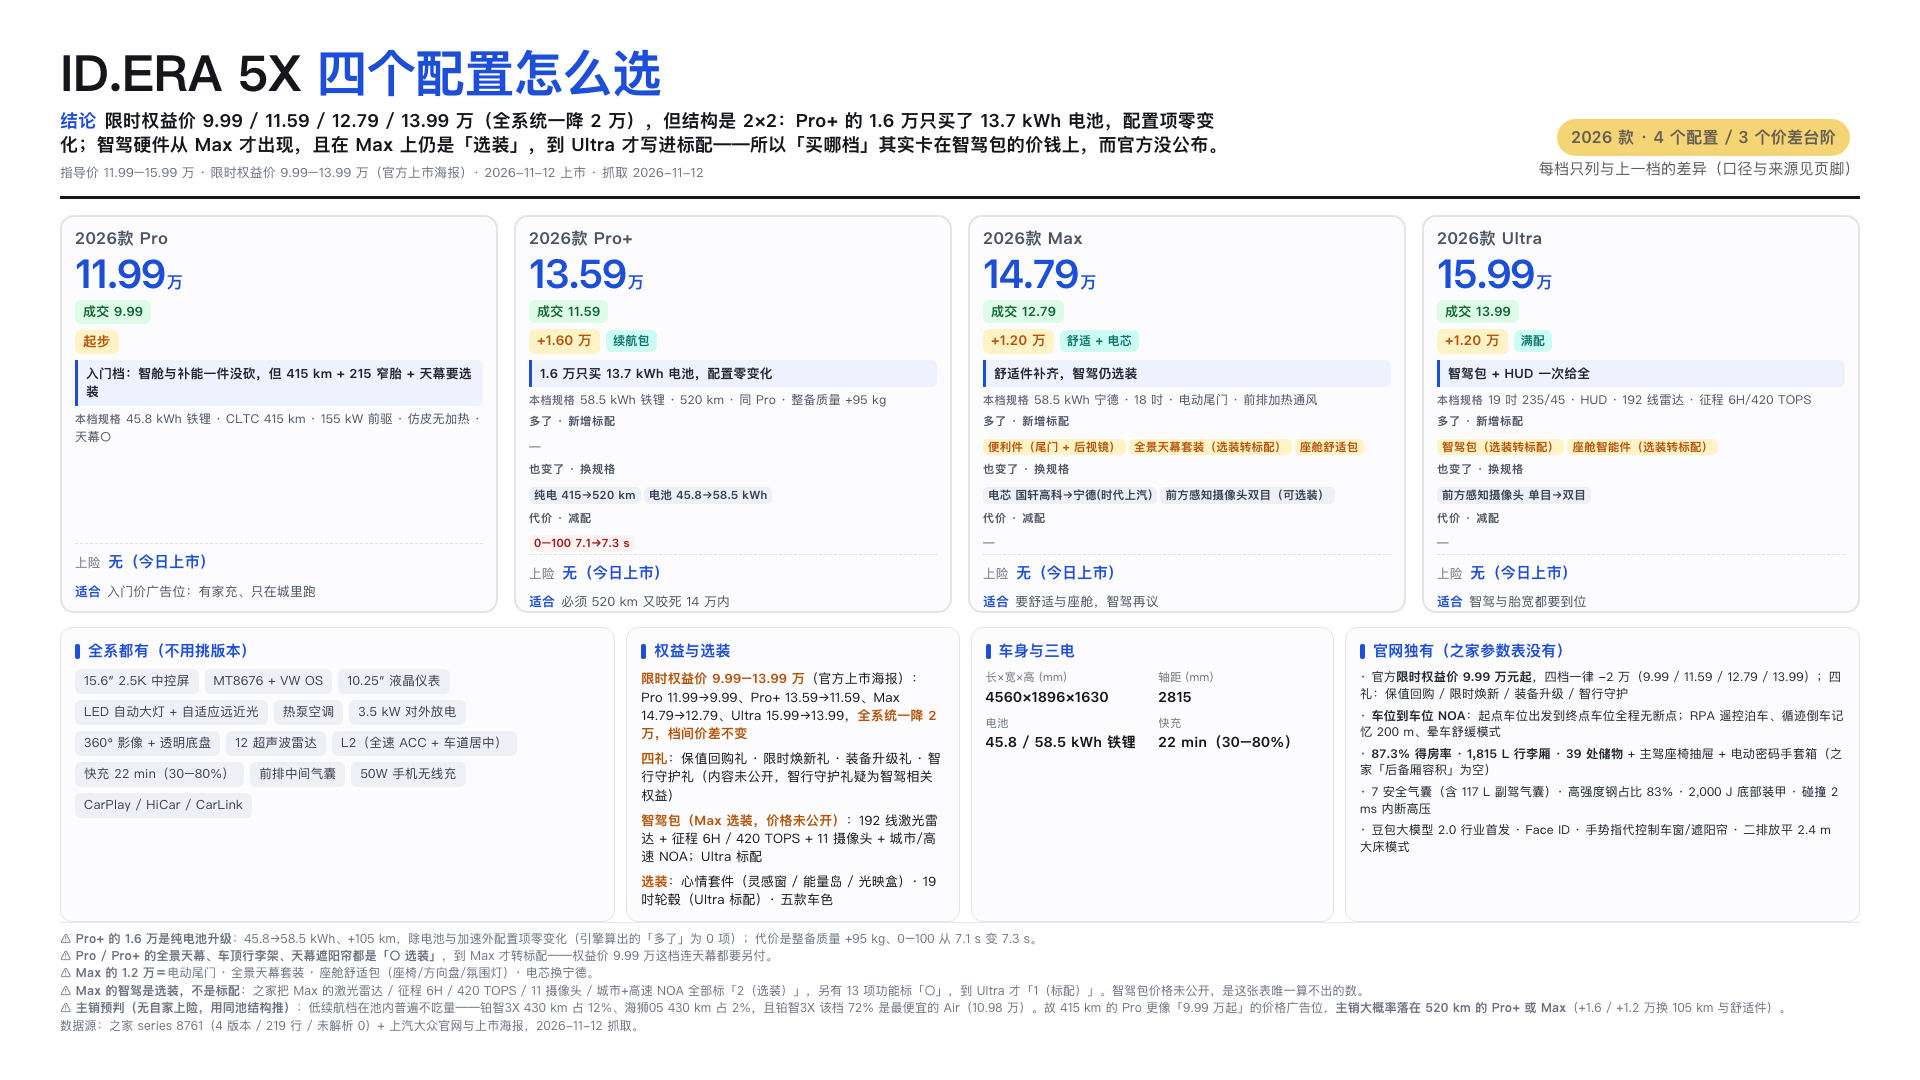 ID.ERA 5X 四个配置怎么选
结论 限时权益价 9.99 / 11.59 / 12.79 / 13.99 万（全系统一降 2 万），但结构是 2×2：Pro+ 的 1.6 万只买了 13.7 kWh 电池，配置项零变
化；智驾硬件从 Max 才出现，且在 Max 上仍是「选装」，到 Ultra 才写进标配——所以「买哪档」其实卡在智驾包的价钱上，而官方没公布。
指导价 11.99–15.99 万 · 限时权益价 9.99–13.99 万（官方上市海报）· 2026-11-12 上市 · 抓取 2026-11-12
2026 款 · 4 个配置 / 3 个价差台阶
每档只列与上一档的差异（口径与来源见页脚）
2026款 Pro
11.99万
成交 9.99
起步
入门档：智舱与补能一件没砍，但 415 km + 215 窄胎 + 天幕要选
装
本档规格 45.8 kWh 铁锂 · CLTC 415 km · 155 kW 前驱 · 仿皮无加热 ·
天幕○
上险 无（今日上市）
适合 入门价广告位：有家充、只在城里跑
2026款 Pro+
13.59万
成交 11.59
+1.60 万 续航包
1.6 万只买 13.7 kWh 电池，配置零变化
本档规格 58.5 kWh 铁锂 · 520 km · 同 Pro · 整备质量 +95 kg
多了 · 新增标配
—
也变了 · 换规格
纯电 415→520 km 电池 45.8→58.5 kWh
代价 · 减配
0–100 7.1→7.3 s
上险 无（今日上市）
适合 必须 520 km 又咬死 14 万内
2026款 Max
14.79万
成交 12.79
+1.20 万 舒适 + 电芯
舒适件补齐，智驾仍选装
本档规格 58.5 kWh 宁德 · 18 吋 · 电动尾门 · 前排加热通风
多了 · 新增标配
便利件（尾门 + 后视镜） 全景天幕套装（选装转标配） 座舱舒适包
也变了 · 换规格
电芯 国轩高科→宁德(时代上汽) 前方感知摄像头双目（可选装）
代价 · 减配
—
上险 无（今日上市）
适合 要舒适与座舱，智驾再议
2026款 Ultra
15.99万
成交 13.99
+1.20 万 满配
智驾包 + HUD 一次给全
本档规格 19 吋 235/45 · HUD · 192 线雷达 · 征程 6H/420 TOPS
多了 · 新增标配
智驾包（选装转标配） 座舱智能件（选装转标配）
也变了 · 换规格
前方感知摄像头 单目→双目
代价 · 减配
—
上险 无（今日上市）
适合 智驾与胎宽都要到位
全系都有（不用挑版本）
15.6″ 2.5K 中控屏 MT8676 + VW OS 10.25″ 液晶仪表
LED 自动大灯 + 自适应远近光 热泵空调 3.5 kW 对外放电
360° 影像 + 透明底盘 12 超声波雷达 L2（全速 ACC + 车道居中）
快充 22 min（30–80%） 前排中间气囊 50W 手机无线充
CarPlay / HiCar / CarLink
权益与选装
限时权益价 9.99–13.99 万（官方上市海报）：
Pro 11.99→9.99、Pro+ 13.59→11.59、Max
14.79→12.79、Ultra 15.99→13.99，全系统一降 2
万，档间价差不变
四礼：保值回购礼 · 限时焕新礼 · 装备升级礼 · 智
行守护礼（内容未公开，智行守护礼疑为智驾相关
权益）
智驾包（Max 选装，价格未公开）：192 线激光雷
达 + 征程 6H / 420 TOPS + 11 摄像头 + 城市/高
速 NOA；Ultra 标配
选装：心情套件（灵感窗 / 能量岛 / 光映盒）· 19
吋轮毂（Ultra 标配）· 五款车色
车身与三电
长×宽×高 (mm) 轴距 (mm)
4560×1896×1630 2815
电池 快充
45.8 / 58.5 kWh 铁锂 22 min（30–80%）
官网独有（之家参数表没有）
· 官方限时权益价 9.99 万元起，四档一律 −2 万（9.99 / 11.59 / 12.79 / 13.99）；四
礼：保值回购 / 限时焕新 / 装备升级 / 智行守护
· 车位到车位 NOA：起点车位出发到终点车位全程无断点；RPA 遥控泊车、循迹倒车记
忆 200 m、晕车舒缓模式
· 87.3% 得房率 · 1,815 L 行李厢 · 39 处储物 + 主驾座椅抽屉 + 电动密码手套箱（之
家「后备厢容积」为空）
· 7 安全气囊（含 117 L 副驾气囊）· 高强度钢占比 83% · 2,000 J 底部装甲 · 碰撞 2
ms 内断高压
· 豆包大模型 2.0 行业首发 · Face ID · 手势指代控制车窗/遮阳帘 · 二排放平 2.4 m
大床模式
⚠ Pro+ 的 1.6 万是纯电池升级：45.8→58.5 kWh、+105 km，除电池与加速外配置项零变化（引擎算出的「多了」为 0 项）；代价是整备质量 +95 kg、0–100 从 7.1 s 变 7.3 s。
⚠ Pro / Pro+ 的全景天幕、车顶行李架、天幕遮阳帘都是「○ 选装」，到 Max 才转标配——权益价 9.99 万这档连天幕都要另付。
⚠ Max 的 1.2 万＝电动尾门 · 全景天幕套装 · 座舱舒适包（座椅/方向盘/氛围灯）· 电芯换宁德。
⚠ Max 的智驾是选装，不是标配：之家把 Max 的激光雷达 / 征程 6H / 420 TOPS / 11 摄像头 / 城市+高速 NOA 全部标「2（选装）」，另有 13 项功能标「○」，到 Ultra 才「1（标配）」。智驾包价格未公开，是这张表唯一算不出的数。
⚠ 主销预判（无自家上险，用同池结构推）：低续航档在池内普遍不吃量——铂智3X 430 km 占 12%、海狮05 430 km 占 2%，且铂智3X 该档 72% 是最便宜的 Air（10.98 万）。故 415 km 的 Pro 更像「9.99 万起」的价格广告位，主销大概率落在 520 km 的 Pro+ 或 Max（+1.6 / +1.2 万换 105 km 与舒适件）。
数据源：之家 series 8761（4 版本 / 219 行 / 未解析 0）+ 上汽大众官网与上市海报，2026-11-12 抓取。